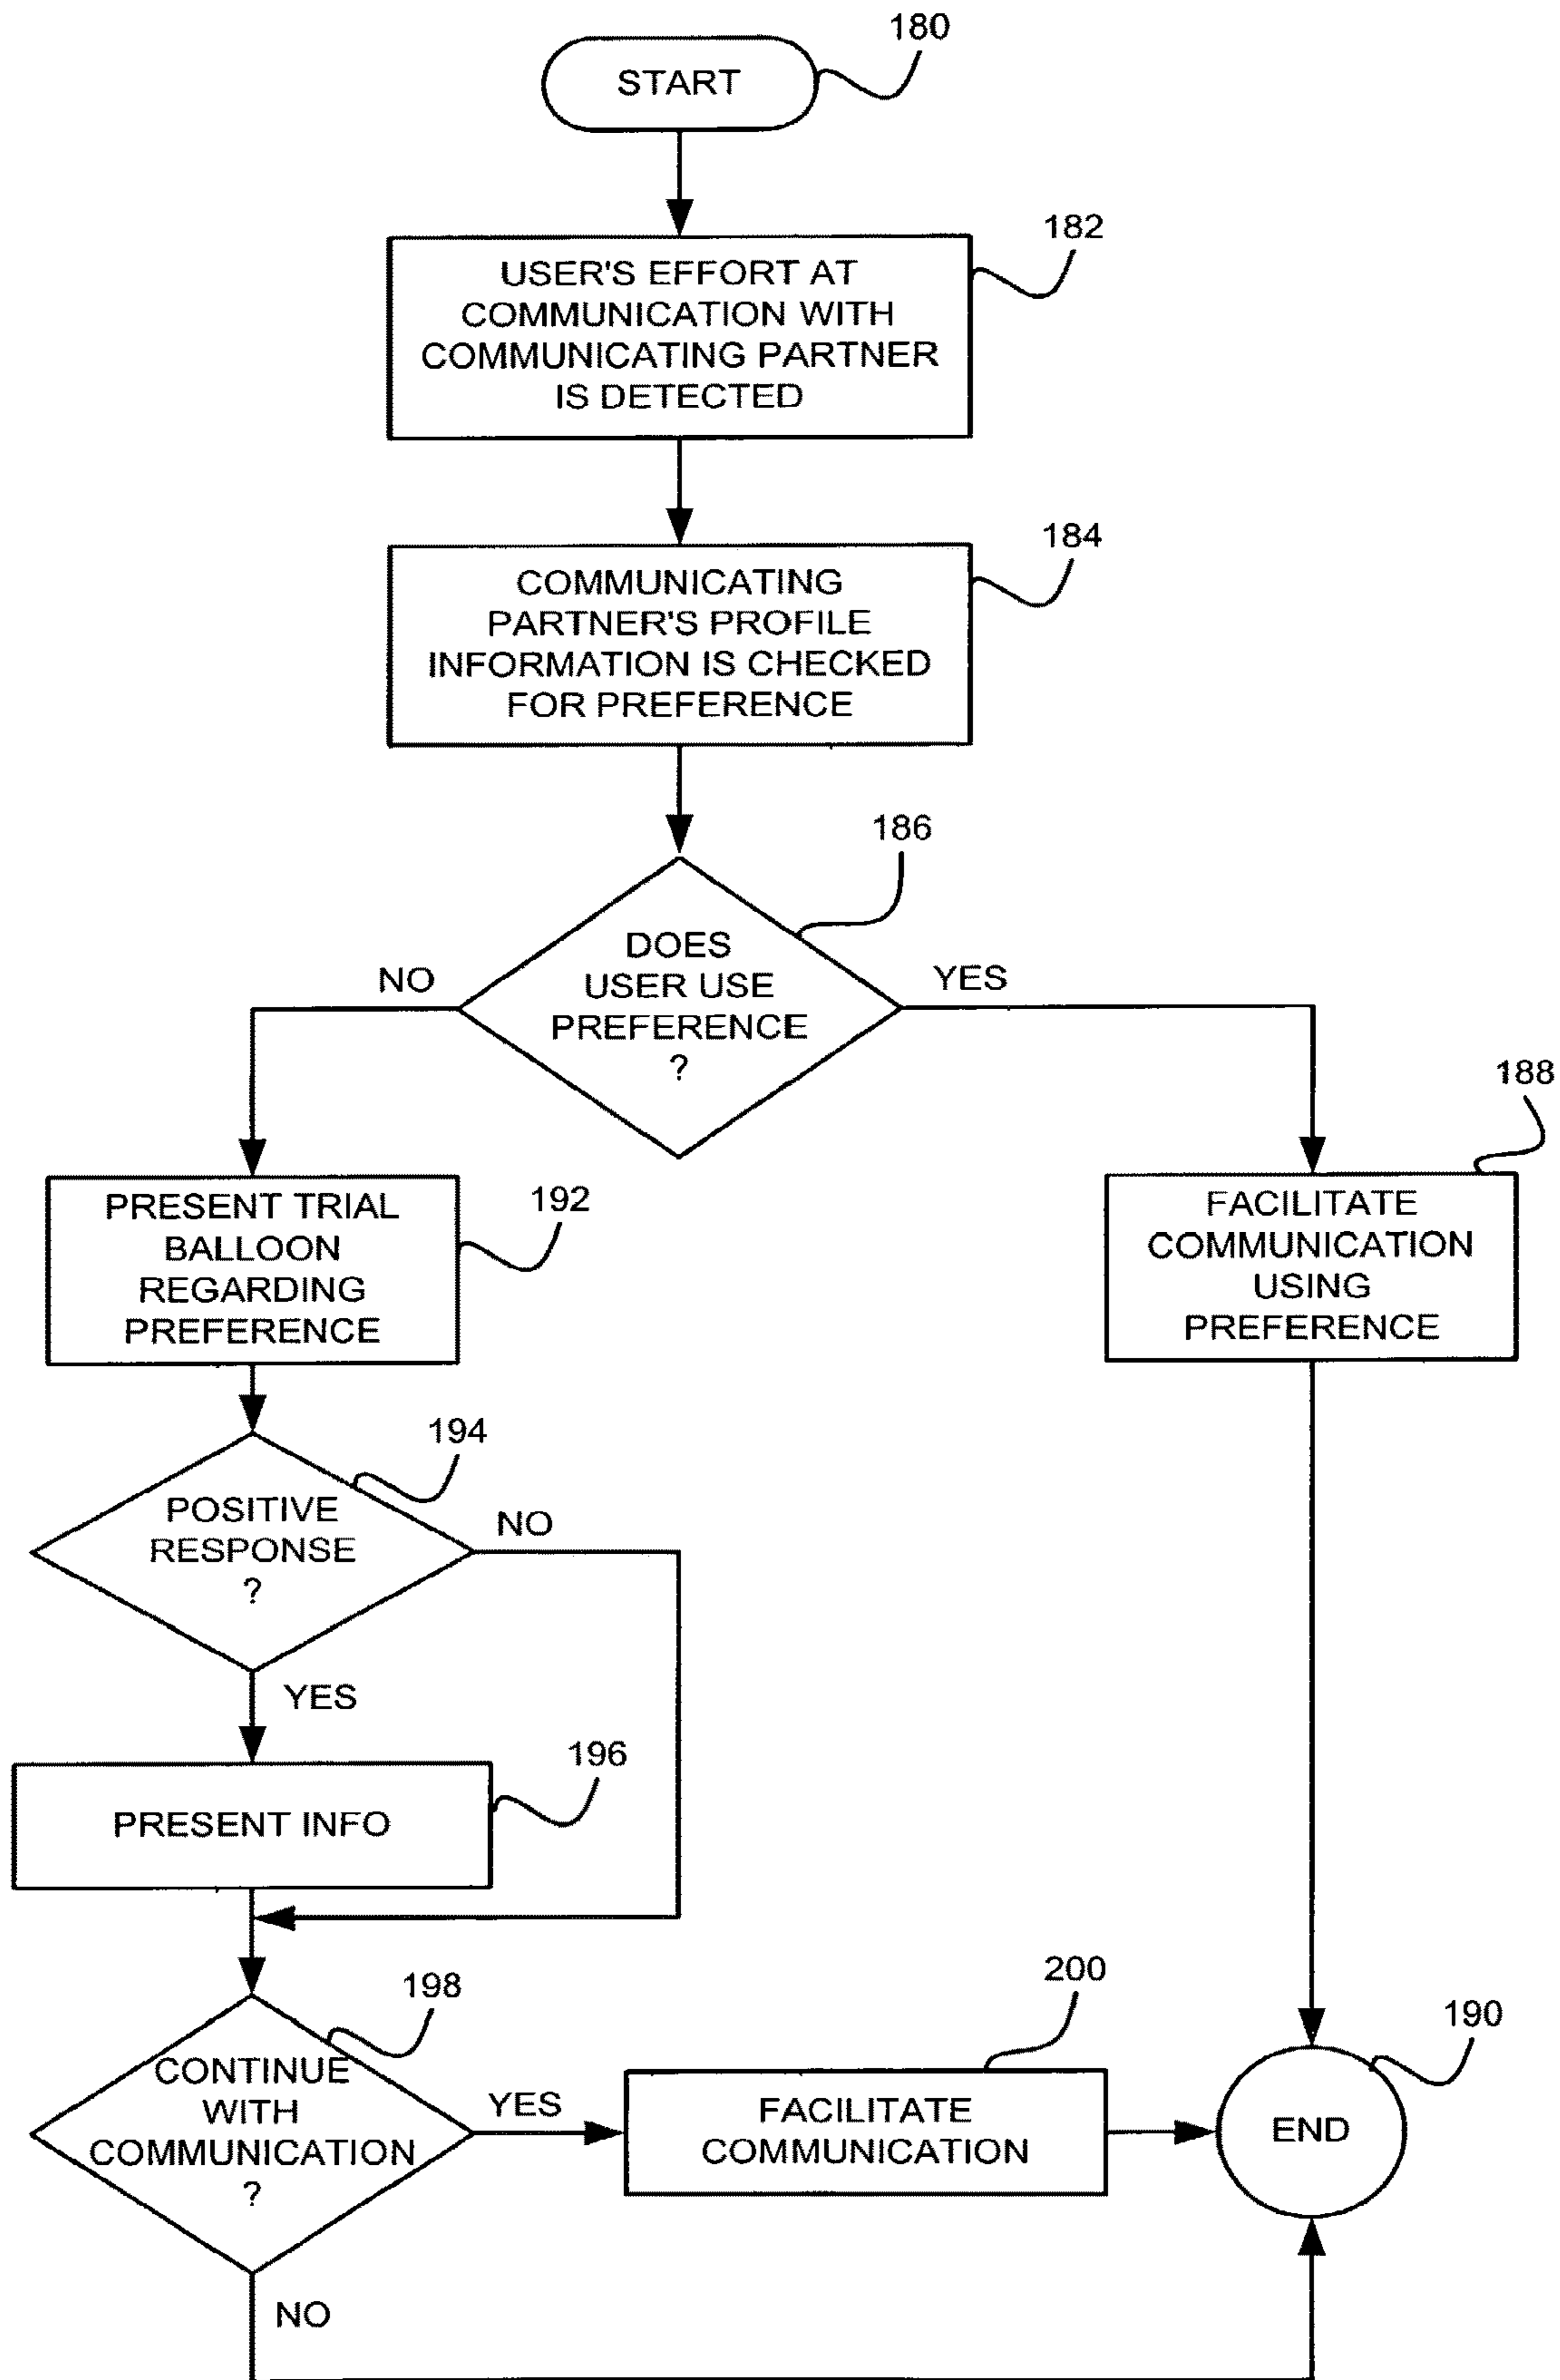 180
START
182
USER'S EFFORT AT
COMMUNICATION WITH
COMMUNICATING PARTNER
IS DETECTED
184
COMMUNICATING
PARTNER'S PROFILE
INFORMATION IS CHECKED
FOR PREFERENCE
186
DOES
USER USE
PREFERENCE
?
NO
YES
188
FACILITATE
COMMUNICATION
USING
PREFERENCE
192
PRESENT TRIAL
BALLOON
REGARDING
PREFERENCE
194
POSITIVE
RESPONSE
?
NO
YES
196
PRESENT INFO
198
CONTINUE
WITH
COMMUNICATION
?
YES
200
FACILITATE
COMMUNICATION
190
END
NO